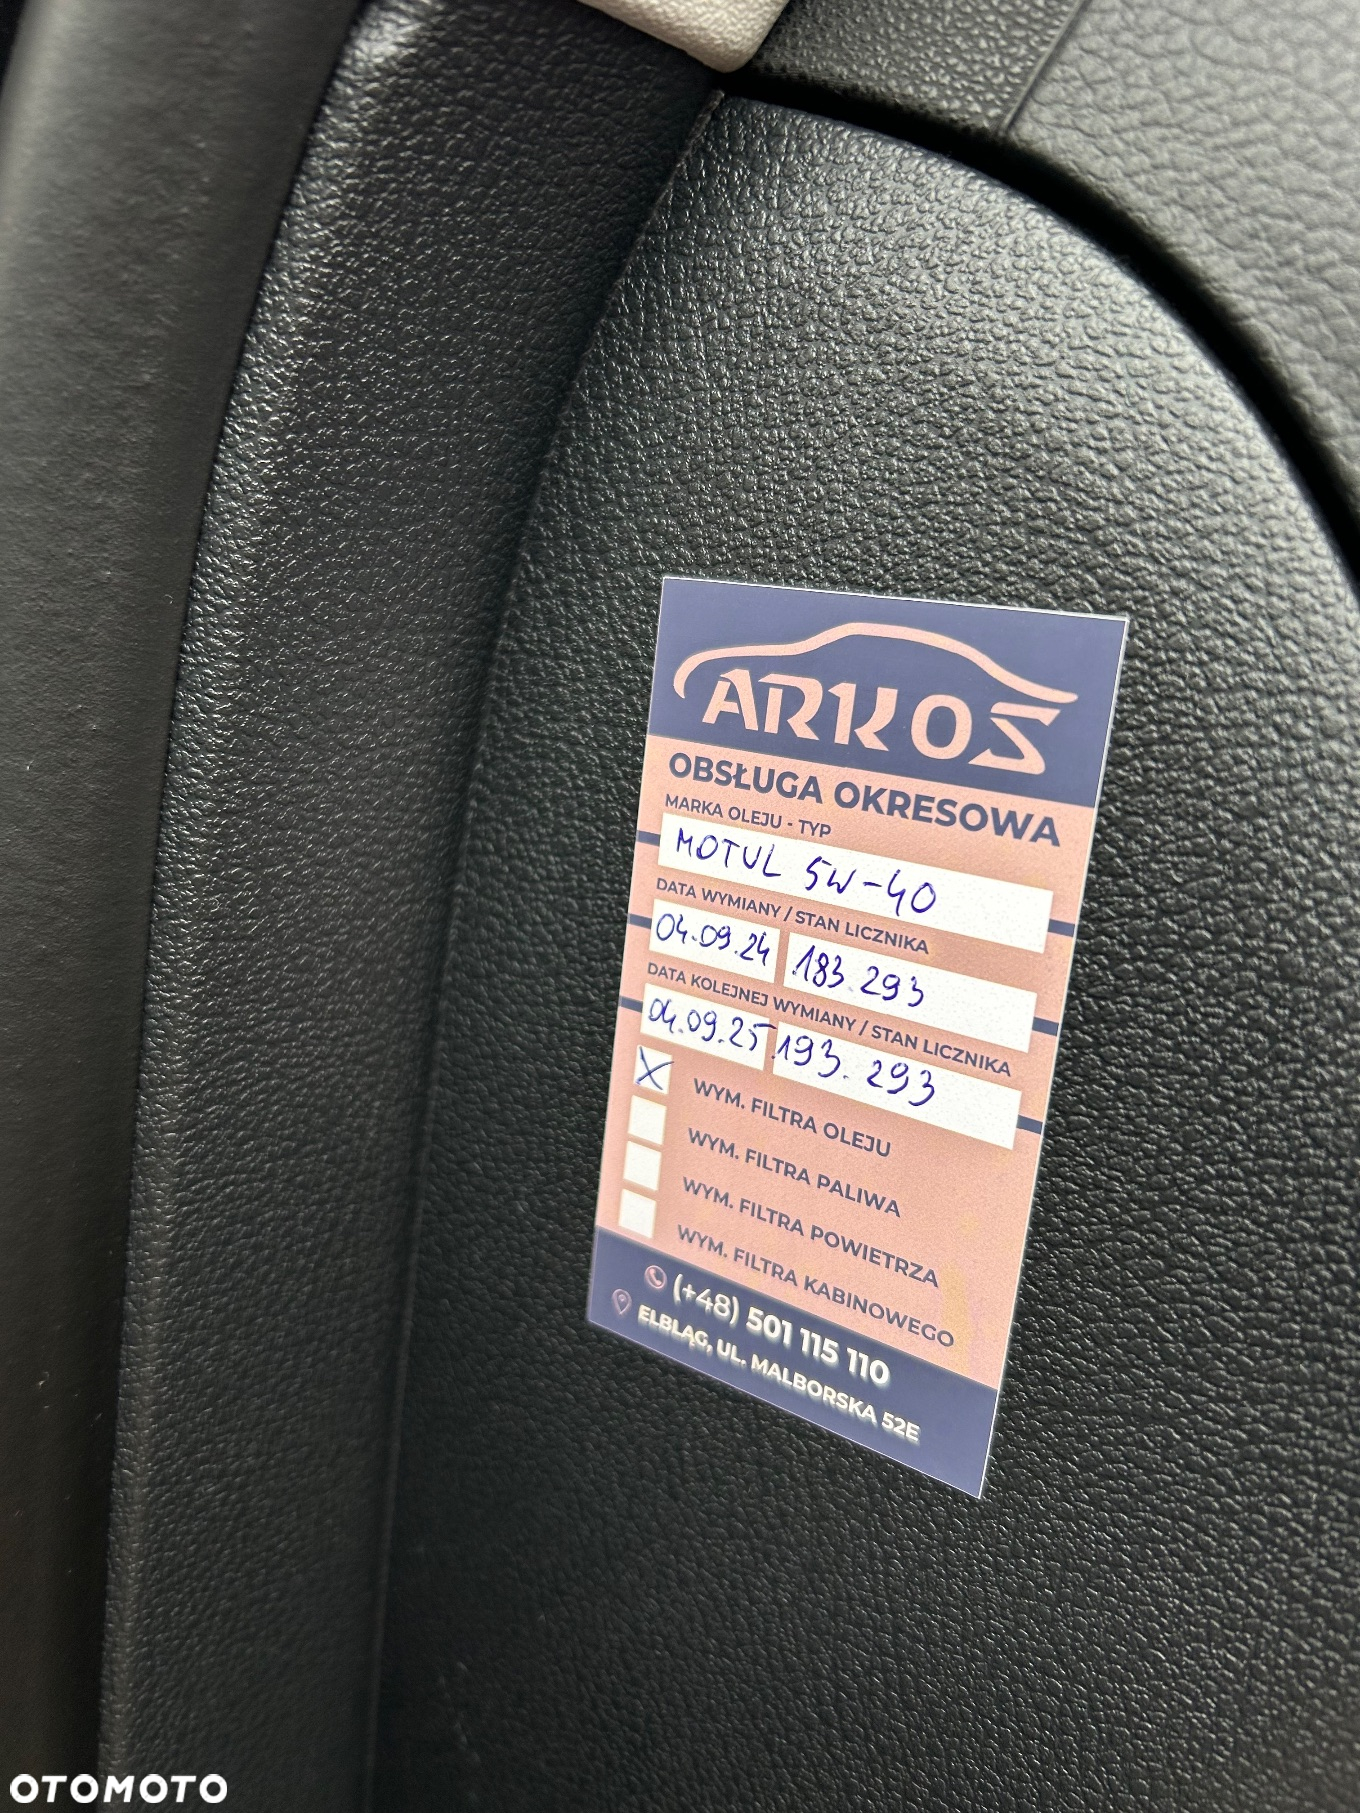 ARKOS
OBSŁUGA OKRESOWA
MARKA OLEJU - TYP
MOTUL 5W-40
DATA WYMIANY / STAN LICZNIKA
04.09.24 183.293
DATA KOLEJNEJ WYMIANY / STAN LICZNIKA
04.09.25 193.293
X WYM. FILTRA OLEJU
WYM. FILTRA PALIWA
WYM. FILTRA POWIETRZA
WYM. FILTRA KABINOWEGO
(+48) 501 115 110
ELBLĄG, UL. MALBORSKA 52E
OTOMOTO